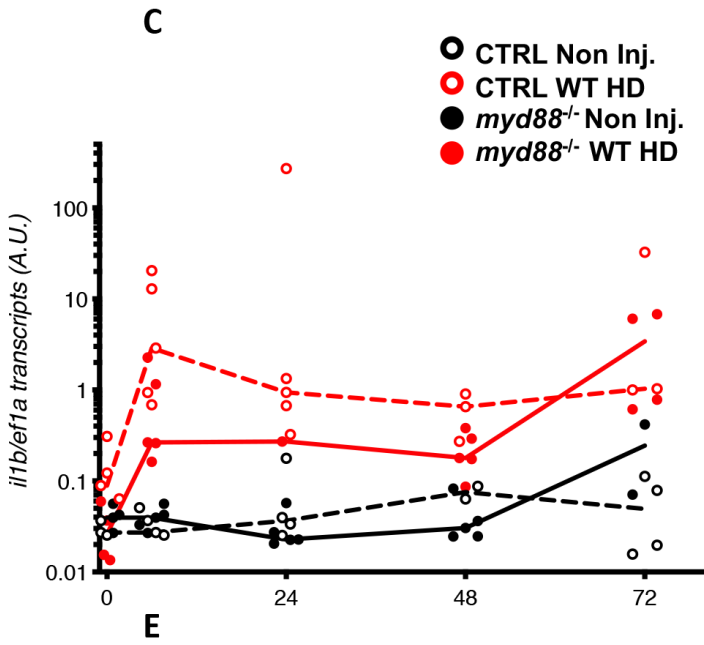 C
CTRL Non Inj.
CTRL WT HD
myd88-/- Non Inj.
myd88-/- WT HD
il1b/ef1a transcripts (A.U.)
100
10
1
0.1
0.01
0 24 48 72
E